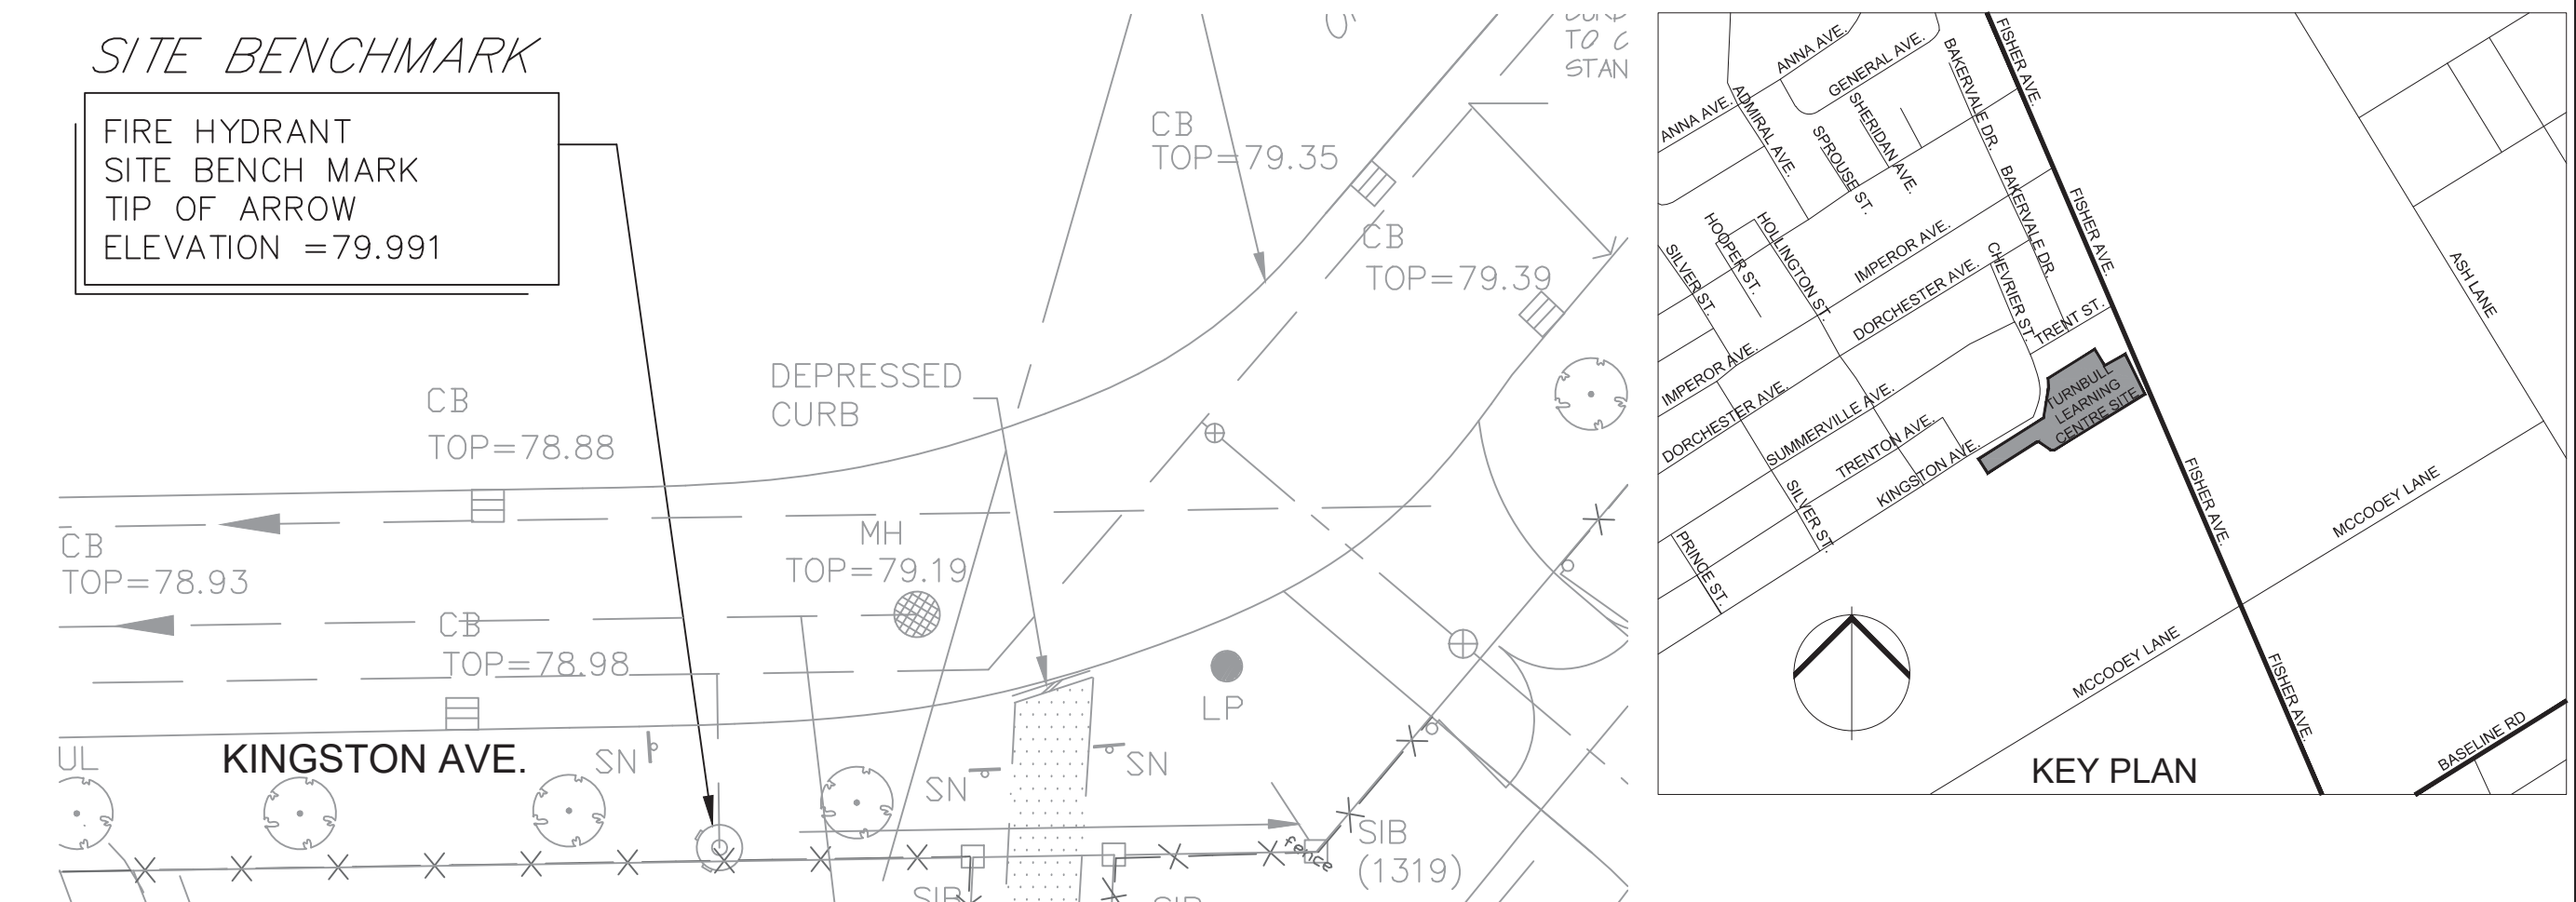 SITE BENCHMARK
FIRE HYDRANT
SITE BENCH MARK
TIP OF ARROW
ELEVATION =79.991
TO
STAN
CB
TOP=79.35
CB
TOP=79.39
DEPRESSED
CURB
CB
TOP=78.88
MH
TOP=79.19
CB
TOP=78.93
CB
TOP=78.98
LP
UL
KINGSTON AVE.
SN
SN
SN
fence
SIB
(1319)
SIB
SIB
ANNA AVE.
GENERAL AVE.
BAKERVALE DR.
FISHER AVE.
ANNA AVE.
ADMIRAL AVE.
SPROUSE ST.
SHERIDAN AVE.
BAKERVALE DR.
FISHER AVE.
SILVER ST.
HOOPER ST.
HOLLINGTON ST.
IMPEROR AVE.
DORCHESTER AVE.
CHEVRIER ST.
TRENT ST.
ASH LANE
IMPEROR AVE.
DORCHESTER AVE.
SUMMERVILLE AVE.
TRENTON AVE.
KINGSTON AVE.
TURNBULL
LEARNING
CENTRE SITE
SILVER ST.
PRINCE ST.
FISHER AVE.
MCCOOEY LANE
MCCOOEY LANE
FISHER AVE.
BASELINE RD
KEY PLAN